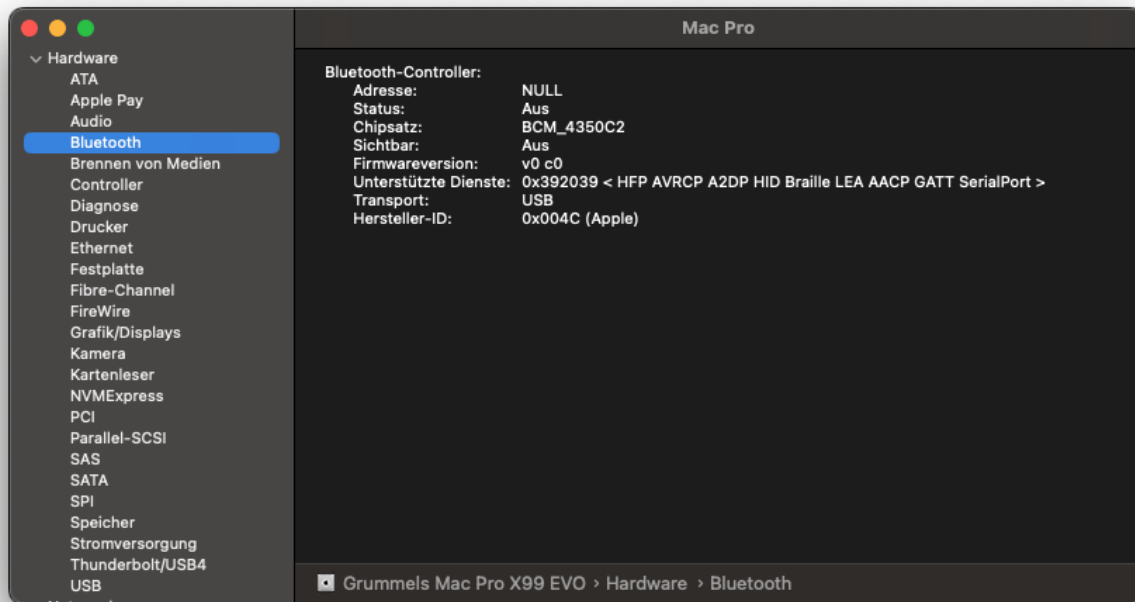 Mac Pro
Hardware
ATA
Apple Pay
Audio
Bluetooth
Brennen von Medien
Controller
Diagnose
Drucker
Ethernet
Festplatte
Fibre-Channel
FireWire
Grafik/Displays
Kamera
Kartenleser
NVMExpress
PCI
Parallel-SCSI
SAS
SATA
SPI
Speicher
Stromversorgung
Thunderbolt/USB4
USB
Bluetooth-Controller:
Adresse: NULL
Status: Aus
Chipsatz: BCM_4350C2
Sichtbar: Aus
Firmwareversion: v0 c0
Unterstützte Dienste: 0x392039 < HFP AVRCP A2DP HID Braille LEA AACP GATT SerialPort >
Transport: USB
Hersteller-ID: 0x004C (Apple)
Grummels Mac Pro X99 EVO › Hardware › Bluetooth